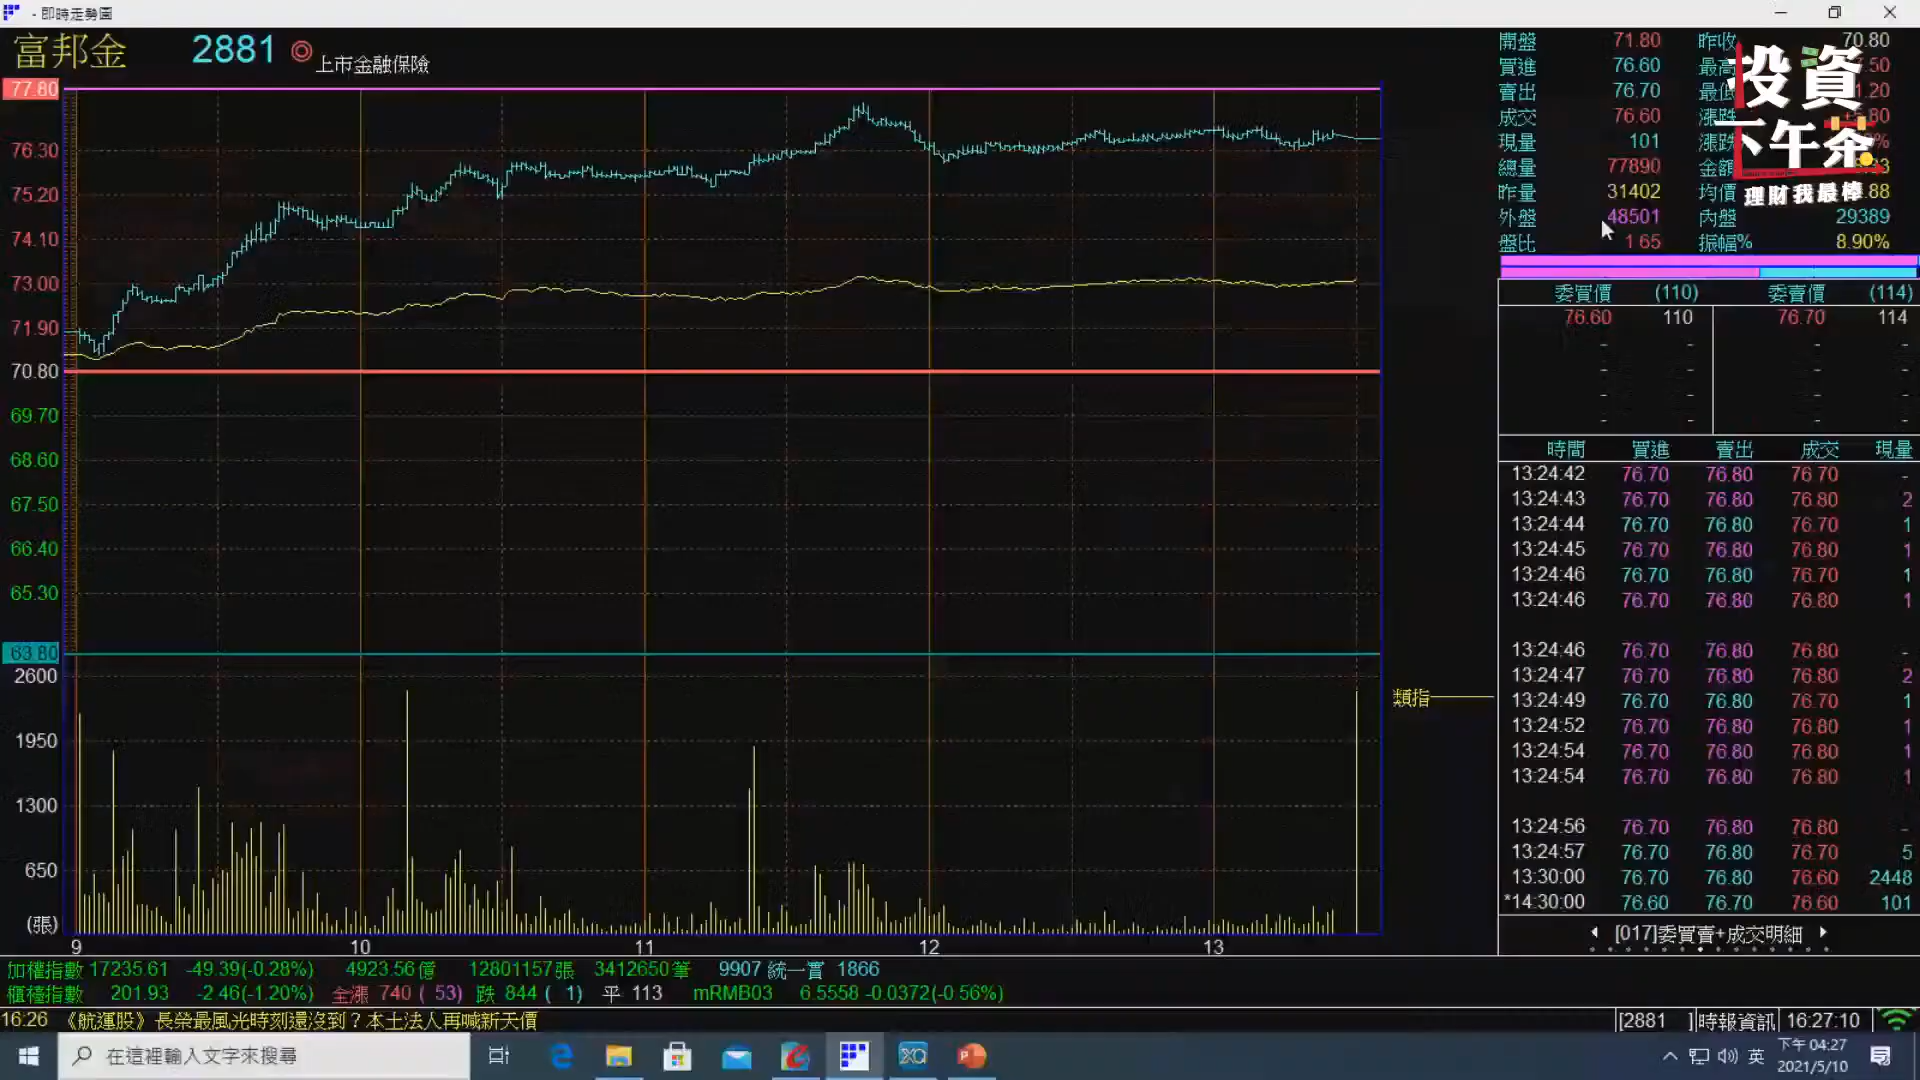 - 即時走勢圖
富邦金 2881 上市金融保險
77.80
76.30
75.20
74.10
73.00
71.90
70.80
69.70
68.60
67.50
66.40
65.30
63.80
2600
1950
1300
650
(張)
9 10 11 12 13
類指
開盤 71.80 昨收 70.80
買進 76.60 最高 .50
賣出 76.70 最低 .20
成交 76.60 漲跌 .80
現量 101 漲跌 %
總量 77890 金額
昨量 31402 均價 .88
外盤 48501 內盤 29389
盤比 1.65 振幅% 8.90%
投資
下午茶
理財我最棒
委買價 (110) 委賣價 (114)
76.60 110 76.70 114
時間 買進 賣出 成交 現量
13:24:42 76.70 76.80 76.70 -
13:24:43 76.70 76.80 76.80 2
13:24:44 76.70 76.80 76.70 1
13:24:45 76.70 76.80 76.80 1
13:24:46 76.70 76.80 76.70 1
13:24:46 76.70 76.80 76.80 1
13:24:46 76.70 76.80 76.80 -
13:24:47 76.70 76.80 76.80 2
13:24:49 76.70 76.80 76.70 1
13:24:52 76.70 76.80 76.80 1
13:24:54 76.70 76.80 76.80 1
13:24:54 76.70 76.80 76.80 1
13:24:56 76.70 76.80 76.80 -
13:24:57 76.70 76.80 76.70 5
13:30:00 76.70 76.80 76.60 2448
*14:30:00 76.60 76.70 76.60 101
[017]委買賣+成交明細
加權指數 17235.61 -49.39(-0.28%) 4923.56億 12801157張 3412650筆 9907 統一實 1866
櫃檯指數 201.93 -2.46(-1.20%) 全漲 740 ( 53) 跌 844 ( 1) 平 113 mRMB03 6.5558 -0.0372(-0.56%)
16:26 《航運股》長榮最風光時刻還沒到？本土法人再喊新天價
[2881 ] 時報資訊 16:27:10
在這裡輸入文字來搜尋
英
下午 04:27
2021/5/10